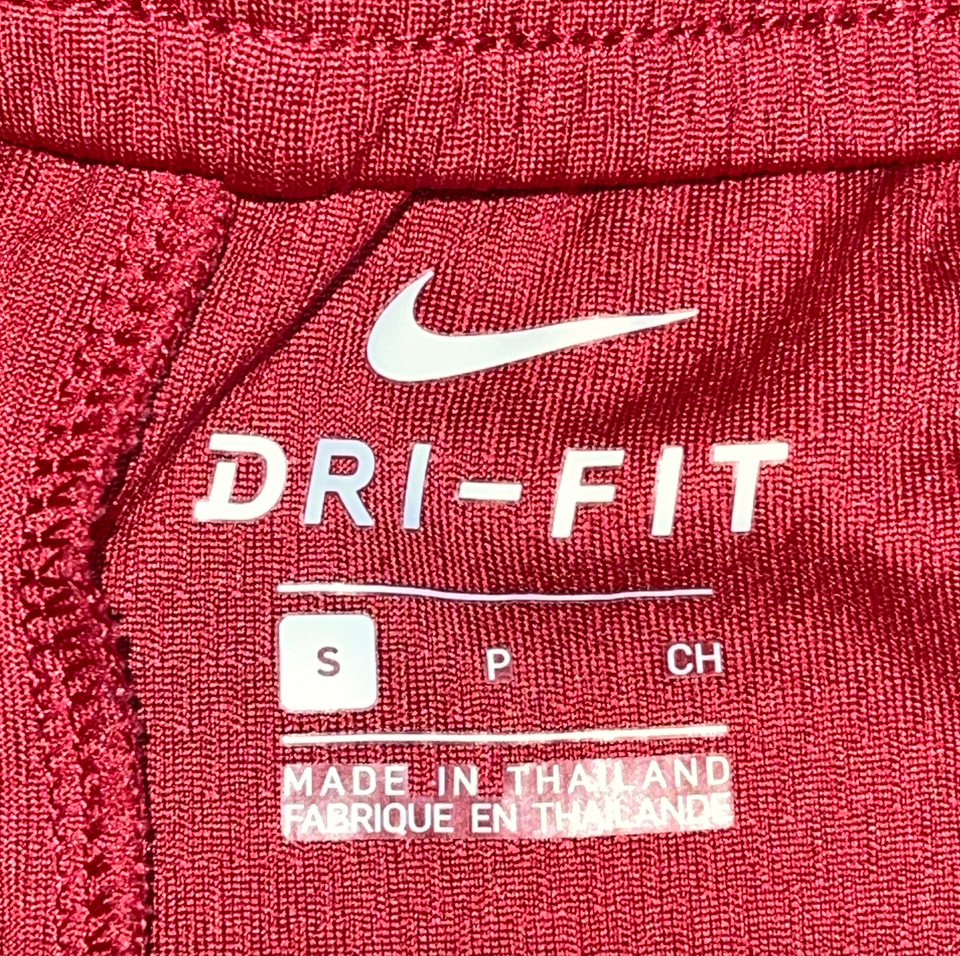 DRI-FIT
S P CH
MADE IN THAILAND
FABRIQUE EN THAILANDE